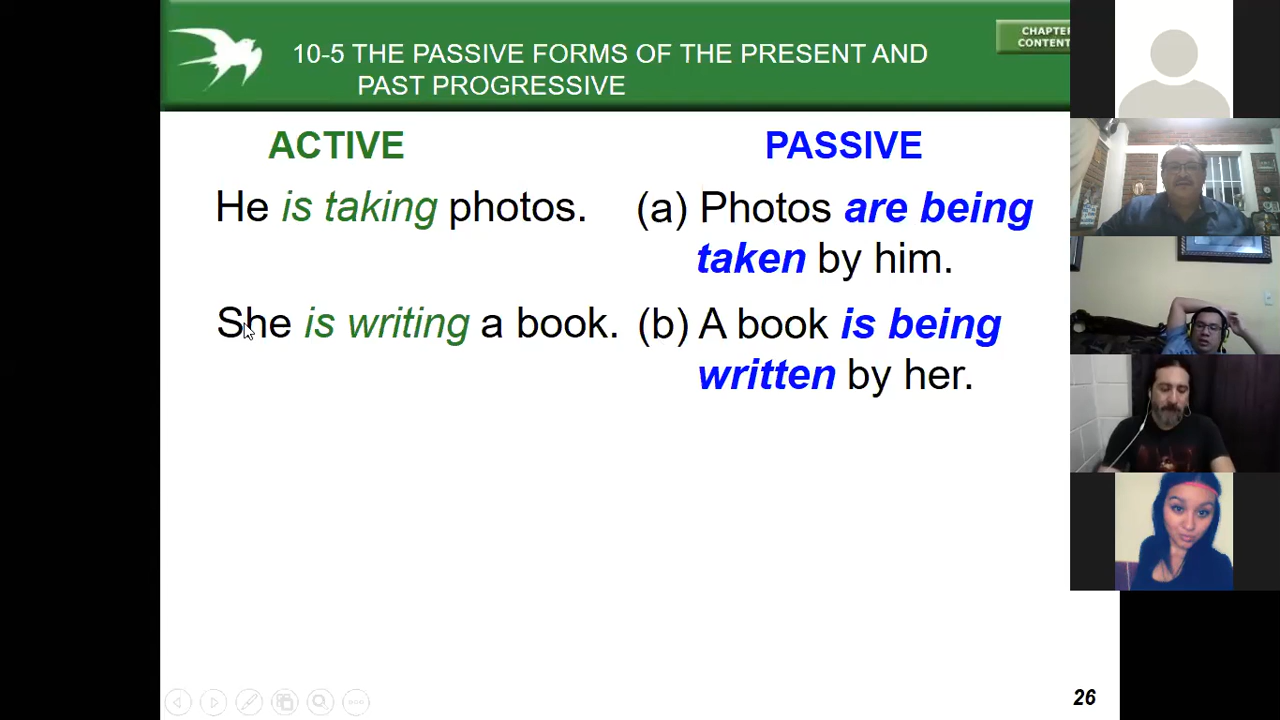 10-5 THE PASSIVE FORMS OF THE PRESENT AND
PAST PROGRESSIVE
CHAPTER
CONTENT
ACTIVE
PASSIVE
He is taking photos.
(a) Photos are being
taken by him.
She is writing a book.
(b) A book is being
written by her.
26